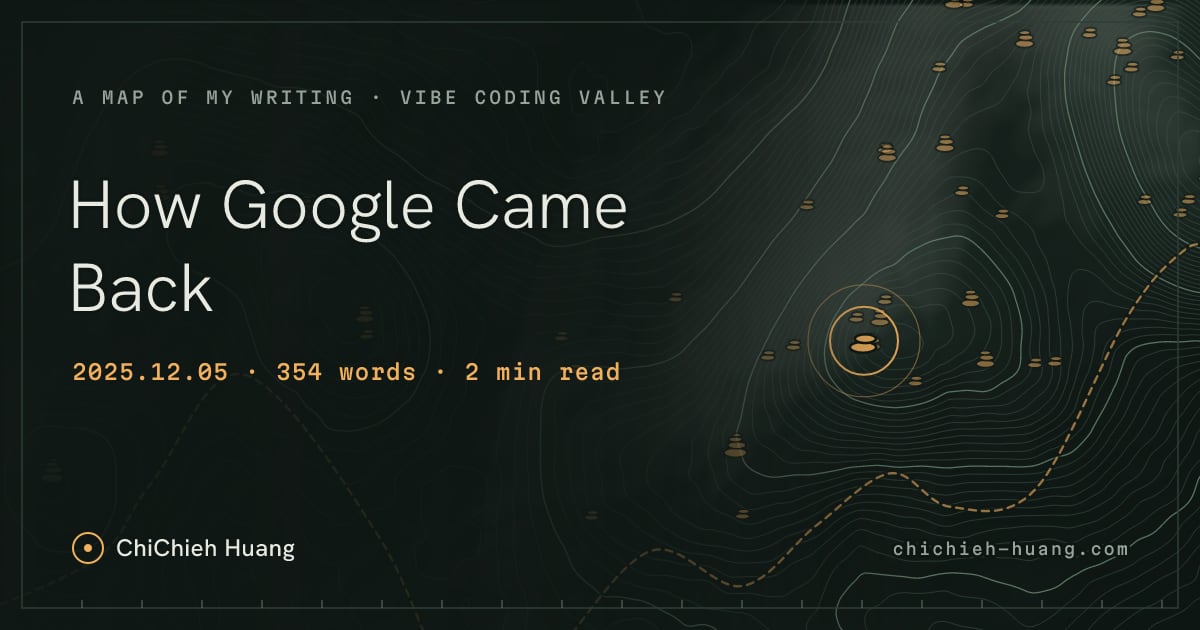 A MAP OF MY WRITING · VIBE CODING VALLEY
How Google Came
Back
2025.12.05 · 354 words · 2 min read
ChiChieh Huang
chichieh-huang.com